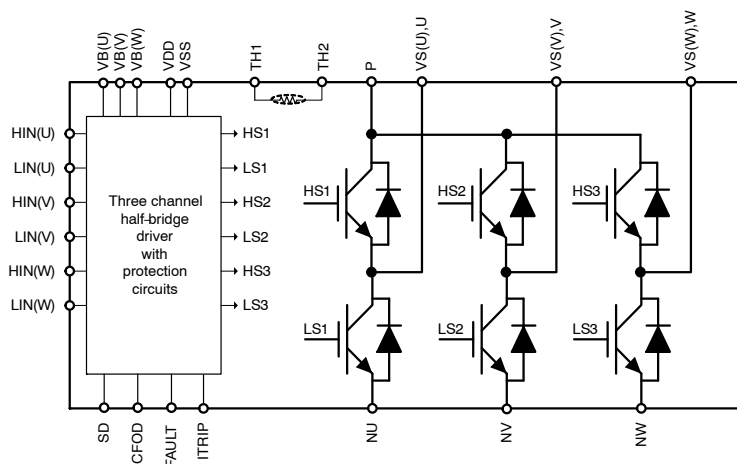 VB(U)
VB(V)
VB(W)
VDD
VSS
TH1
TH2
P
VS(U),U
VS(V),V
VS(W),W
HIN(U)
LIN(U)
HIN(V)
LIN(V)
HIN(W)
LIN(W)
Three channel
half-bridge
driver
with
protection
circuits
HS1
LS1
HS2
LS2
HS3
LS3
HS1
HS2
HS3
LS1
LS2
LS3
SD
CFOD
FAULT
ITRIP
NU
NV
NW